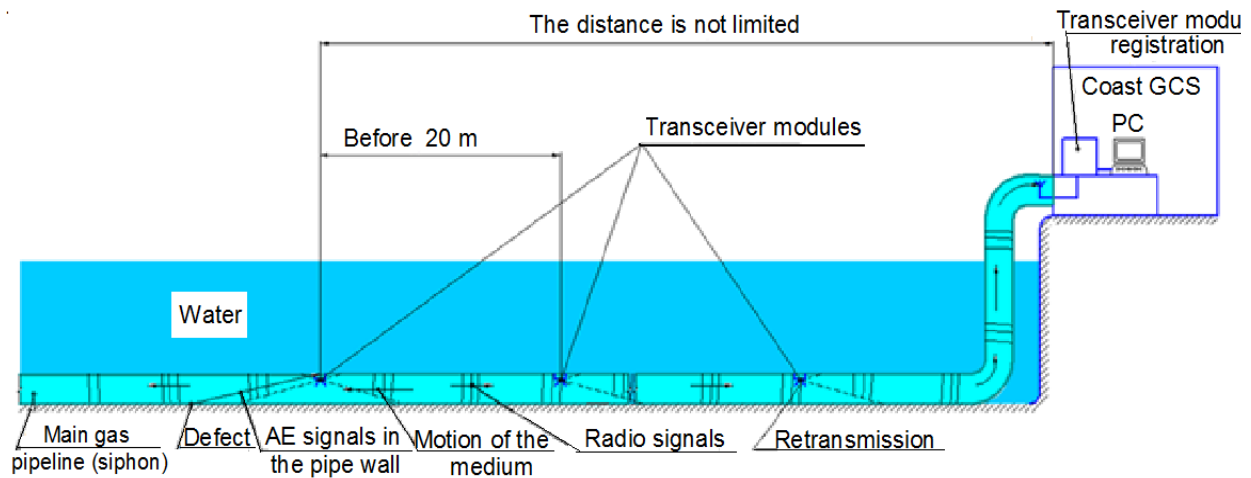 The distance is not limited
Transceiver modu
registration
Coast GCS
PC
Before 20 m
Transceiver modules
Water
Main gas
pipeline (siphon)
Defect
AE signals in
the pipe wall
Motion of the
medium
Radio signals
Retransmission